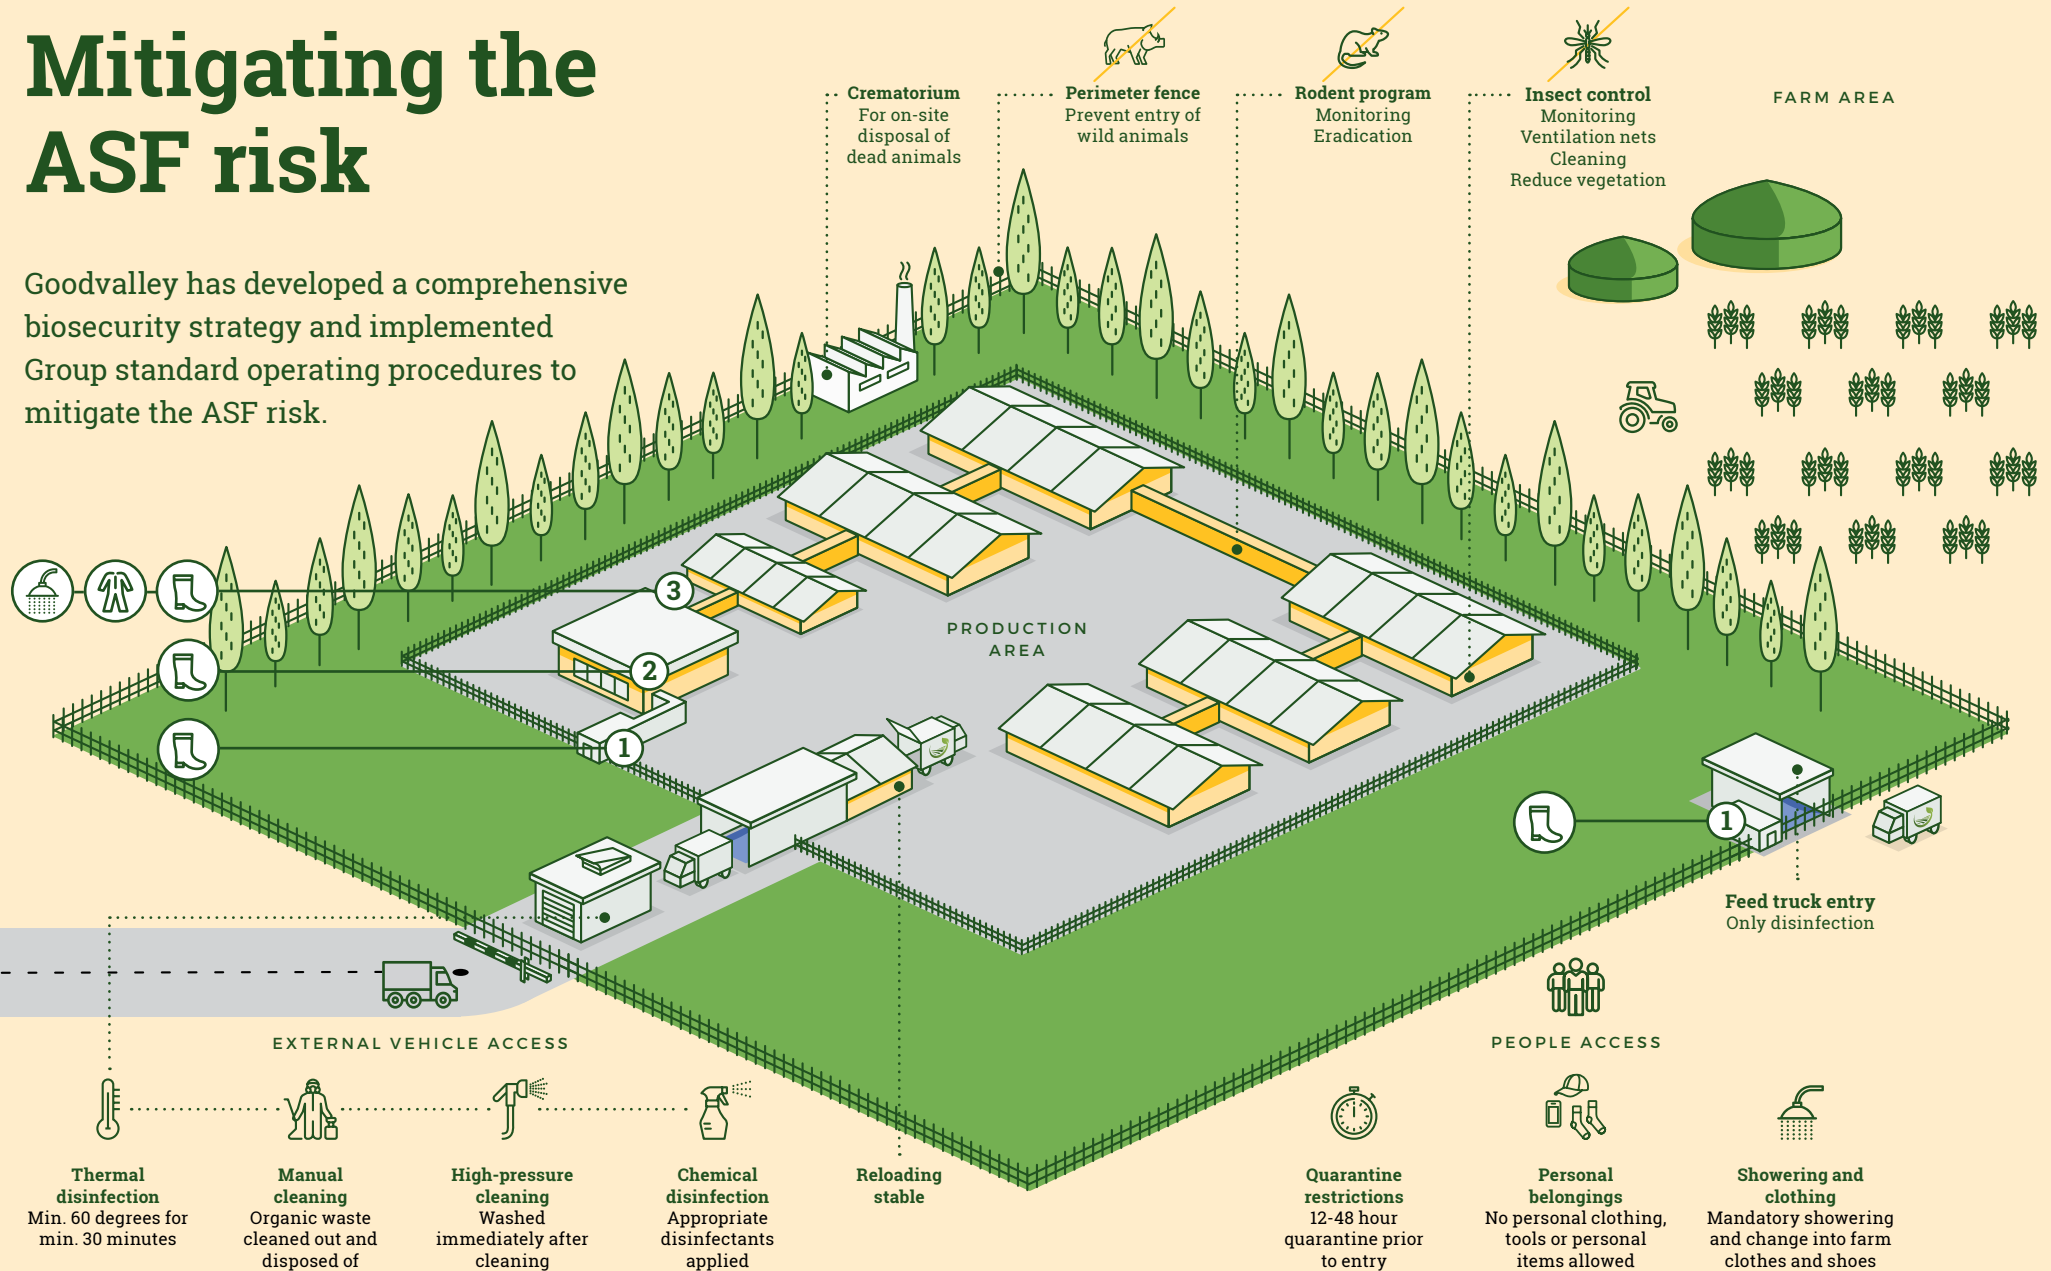 Mitigating the
ASF risk
Goodvalley has developed a comprehensive
biosecurity strategy and implemented
Group standard operating procedures to
mitigate the ASF risk.
Crematorium
For on-site
disposal of
dead animals
Perimeter fence
Prevent entry of
wild animals
Rodent program
Monitoring
Eradication
Insect control
Monitoring
Ventilation nets
Cleaning
Reduce vegetation
FARM AREA
3
2
1
PRODUCTION
AREA
1
Feed truck entry
Only disinfection
EXTERNAL VEHICLE ACCESS
Thermal
disinfection
Min. 60 degrees for
min. 30 minutes
Manual
cleaning
Organic waste
cleaned out and
disposed of
High-pressure
cleaning
Washed
immediately after
cleaning
Chemical
disinfection
Appropriate
disinfectants
applied
Reloading
stable
PEOPLE ACCESS
Quarantine
restrictions
12-48 hour
quarantine prior
to entry
Personal
belongings
No personal clothing,
tools or personal
items allowed
Showering and
clothing
Mandatory showering
and change into farm
clothes and shoes